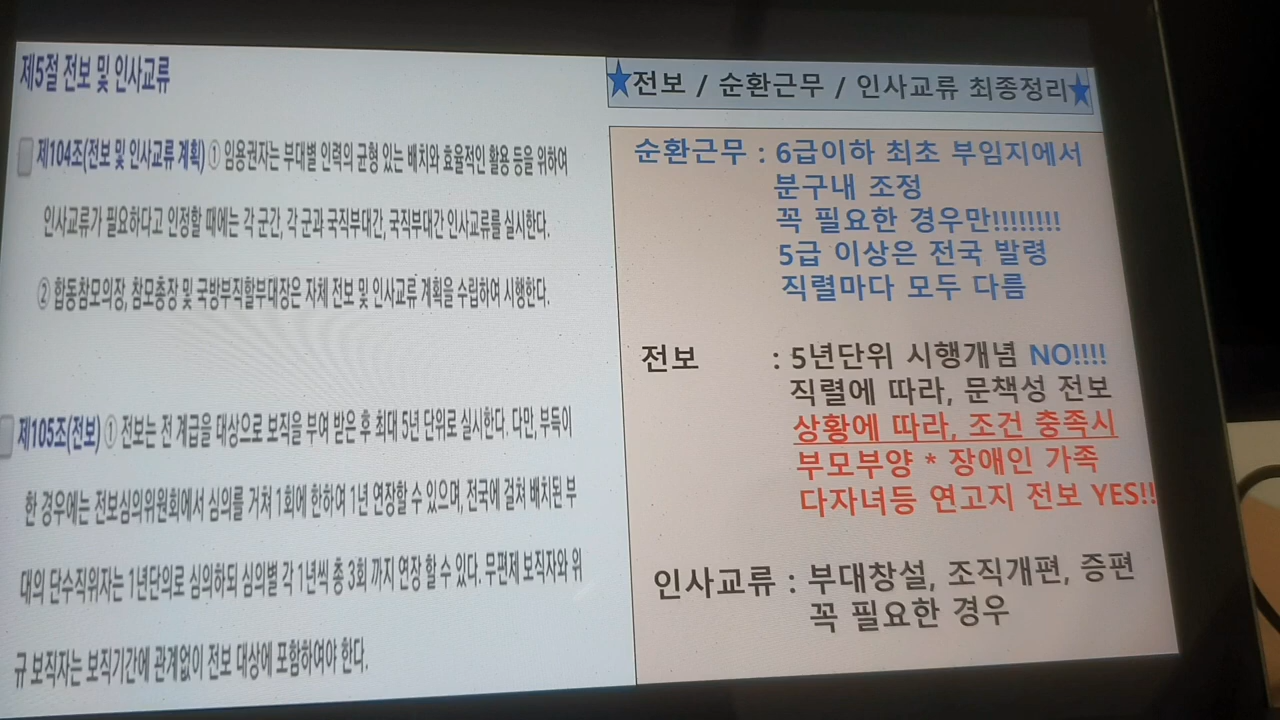 제5절 전보 및 인사교류
제104조(전보 및 인사교류 계획) ① 임용권자는 부대별 인력의 균형 있는 배치와 효율적인 활용 등을 위하여
인사교류가 필요하다고 인정할 때에는 각 군간, 각 군과 국직부대간, 국직부대간 인사교류를 실시한다.
② 합동참모의장, 참모총장 및 국방부직할부대장은 자체 전보 및 인사교류 계획을 수립하여 시행한다.
제105조(전보) ① 전보는 전 계급을 대상으로 보직을 부여 받은 후 최대 5년 단위로 실시한다. 다만, 부득이
한 경우에는 전보심의위원회에서 심의를 거쳐 1회에 한하여 1년 연장할 수 있으며, 전국에 걸쳐 배치된 부
대의 단수직위자는 1년단의로 심의하되 심의별 각 1년씩 총 3회 까지 연장 할 수 있다. 무편제 보직자와 위
규 보직자는 보직기간에 관계없이 전보 대상에 포함하여야 한다.
★전보 / 순환근무 / 인사교류 최종정리★
순환근무 : 6급이하 최초 부임지에서
분구내 조정
꼭 필요한 경우만!!!!!!!!
5급 이상은 전국 발령
직렬마다 모두 다름
전보 : 5년단위 시행개념 NO!!!!
직렬에 따라, 문책성 전보
상황에 따라, 조건 충족시
부모부양 * 장애인 가족
다자녀등 연고지 전보 YES!!
인사교류 : 부대창설, 조직개편, 증편
꼭 필요한 경우